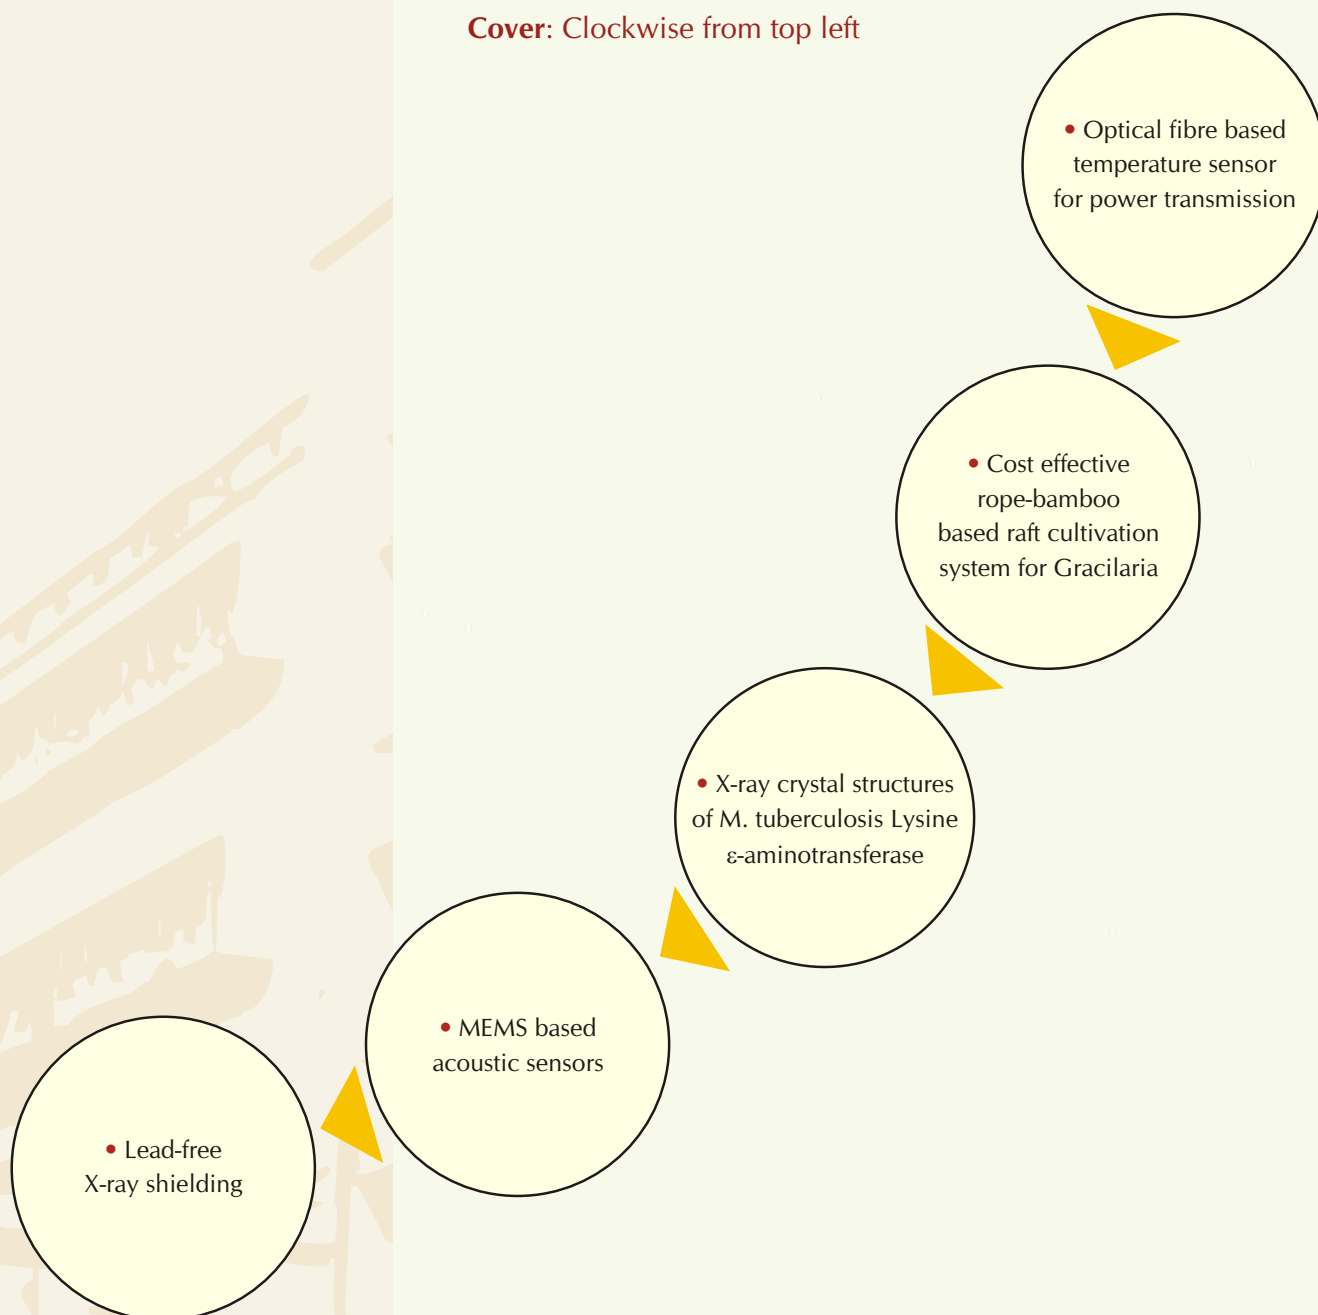 Cover: Clockwise from top left
• Optical fibre based
temperature sensor
for power transmission
• Cost effective
rope-bamboo
based raft cultivation
system for Gracilaria
• X-ray crystal structures
of M. tuberculosis Lysine
ε-aminotransferase
• MEMS based
acoustic sensors
• Lead-free
X-ray shielding